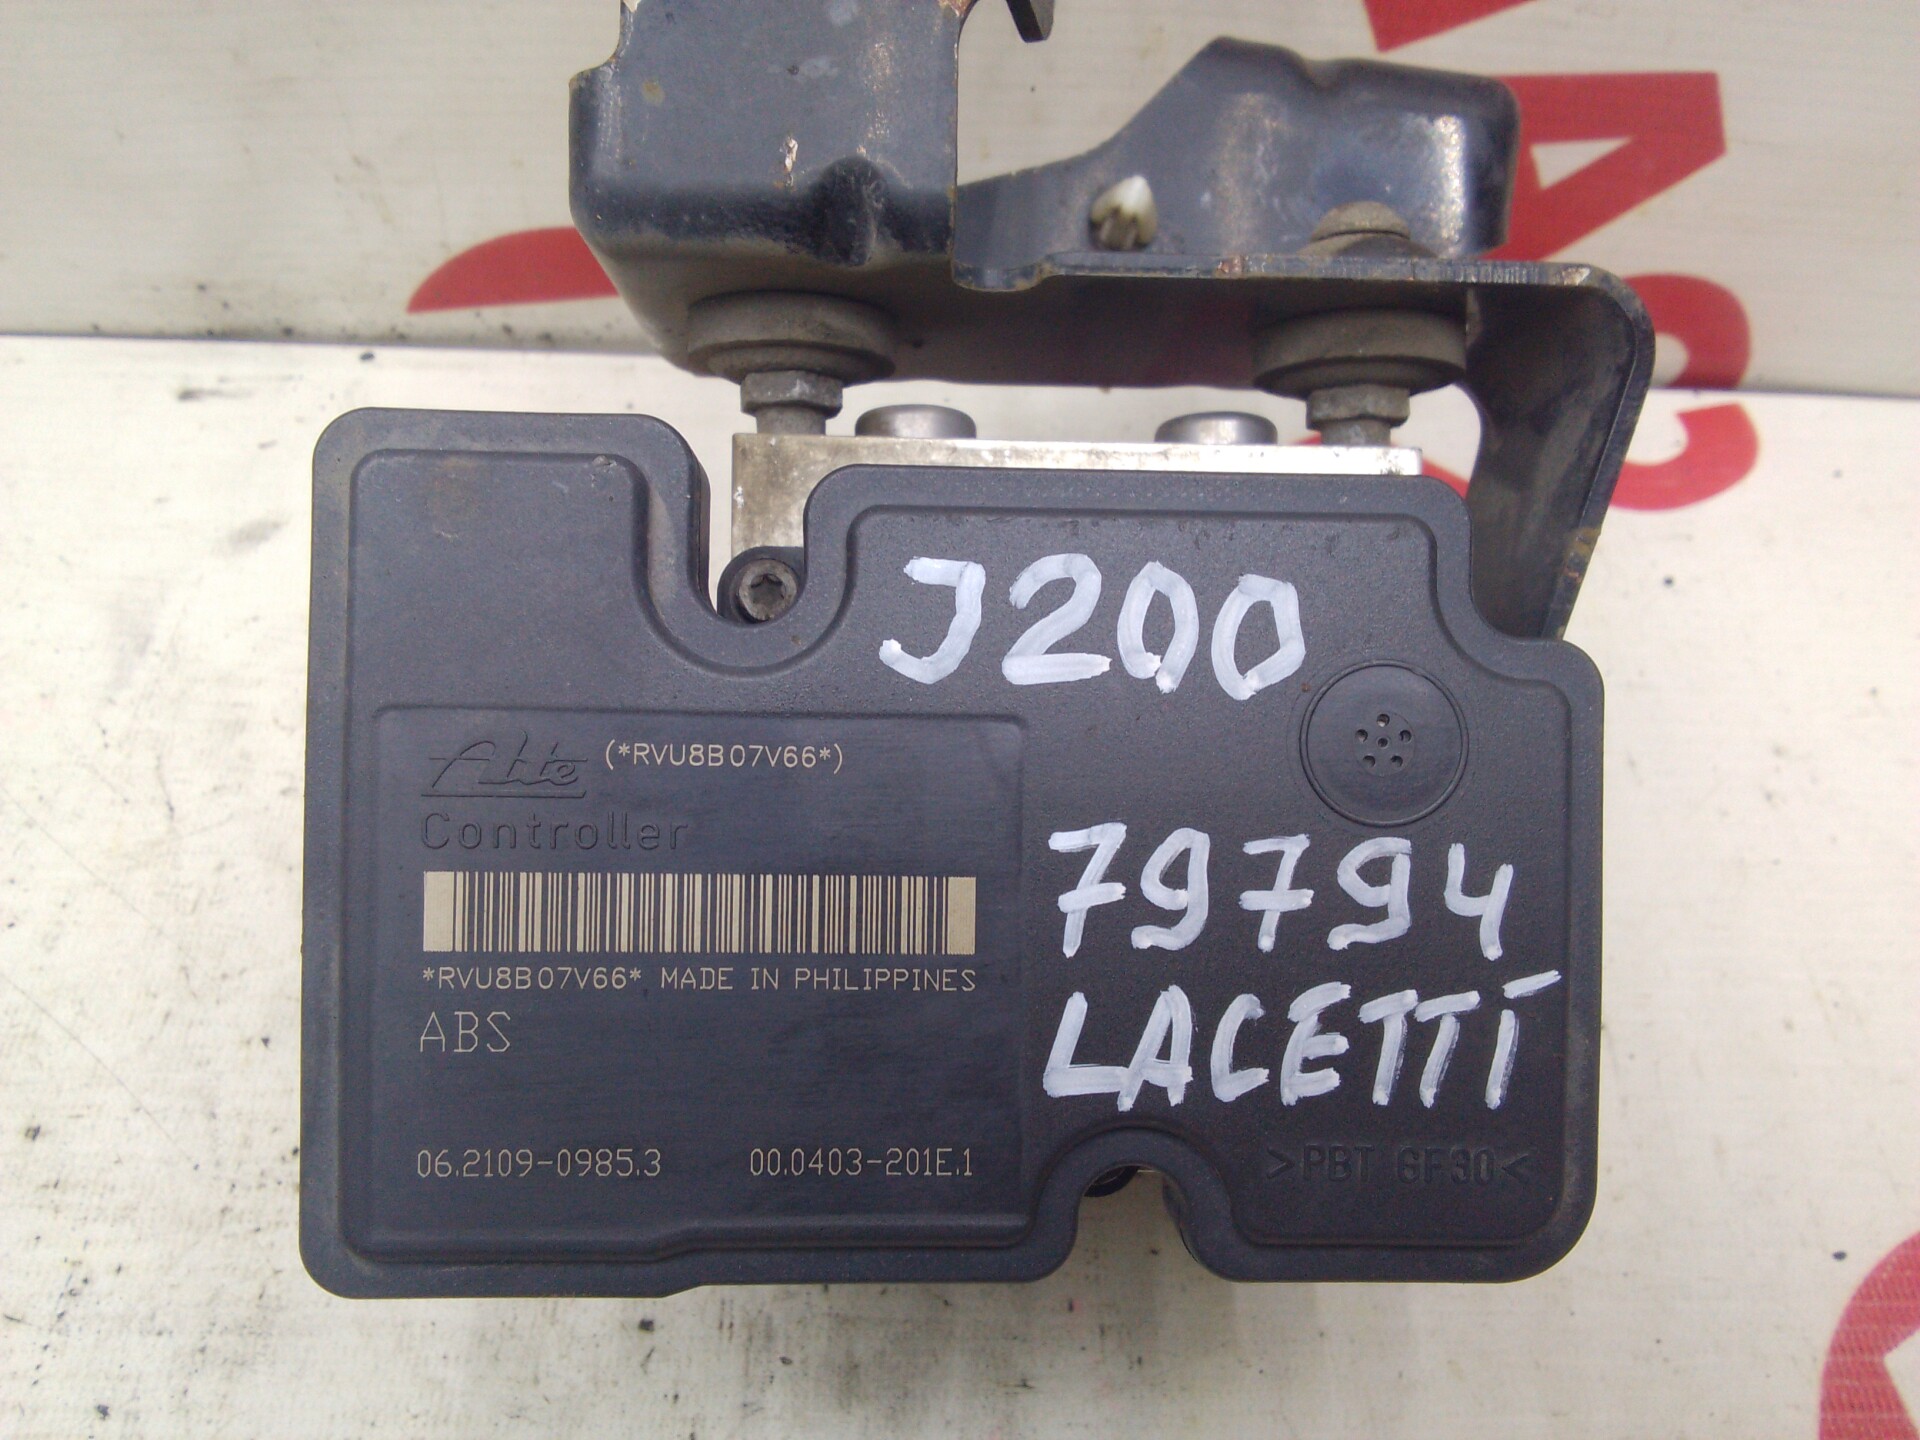 J200
Ate (*RVU8B07V66*)
Controller
79794
*RVU8B07V66* MADE IN PHILIPPINES
LACETTI
ABS
06.2109-0985.3 00.0403-201E.1
>PBT GF30<